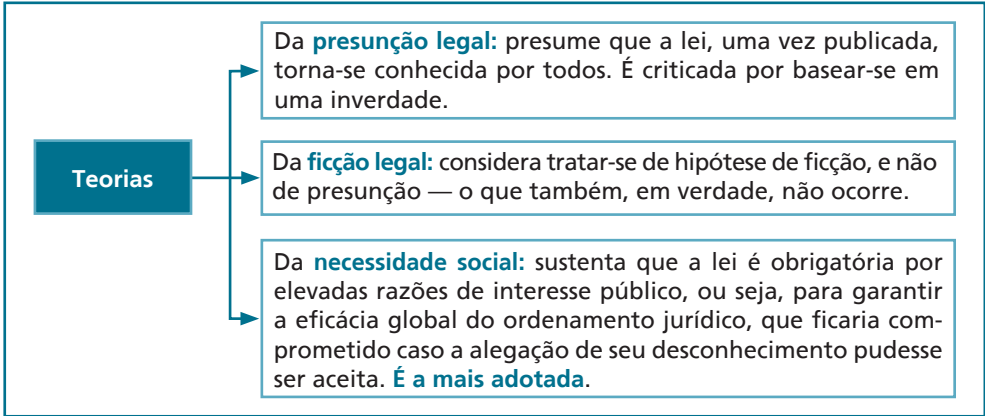 Teorias
Da presunção legal: presume que a lei, uma vez publicada,
torna-se conhecida por todos. É criticada por basear-se em
uma inverdade.
Da ficção legal: considera tratar-se de hipótese de ficção, e não
de presunção — o que também, em verdade, não ocorre.
Da necessidade social: sustenta que a lei é obrigatória por
elevadas razões de interesse público, ou seja, para garantir
a eficácia global do ordenamento jurídico, que ficaria com-
prometido caso a alegação de seu desconhecimento pudesse
ser aceita. É a mais adotada.